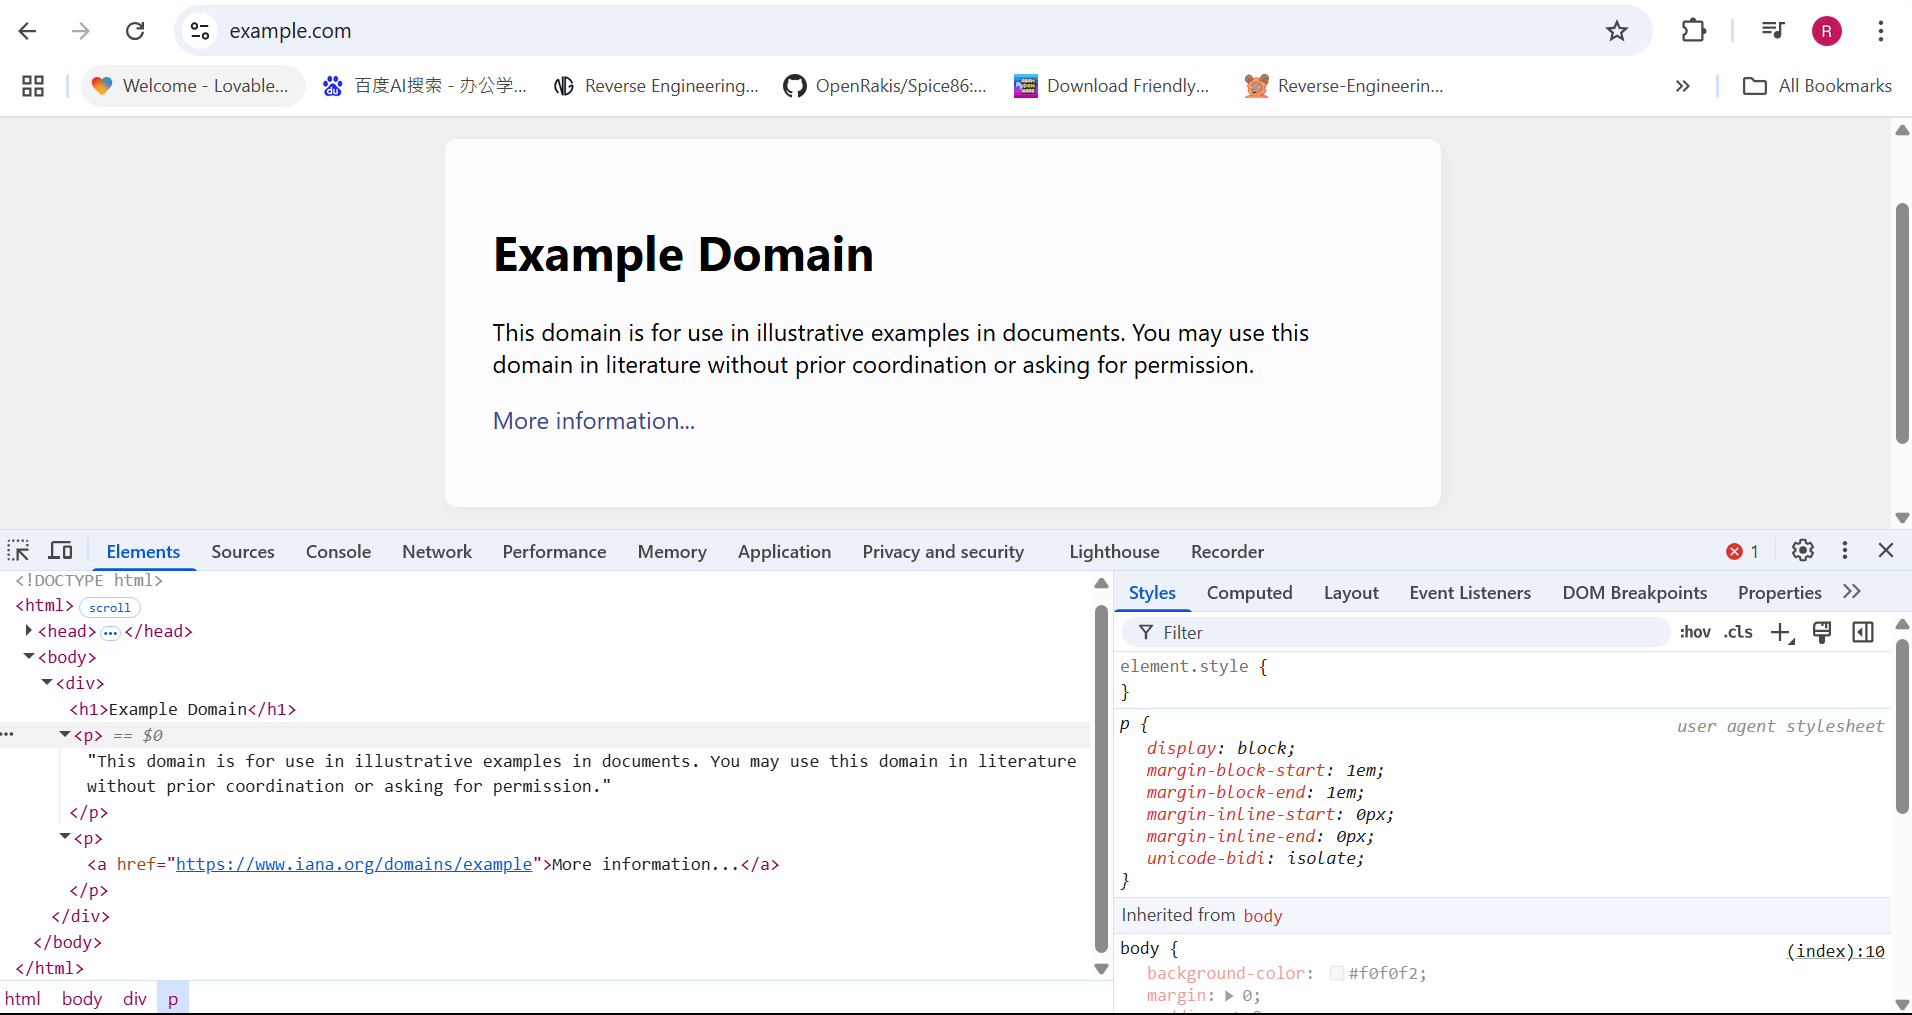 example.com
R
Welcome - Lovable...
百度AI搜索 - 办公学...
Reverse Engineering...
OpenRakis/Spice86:...
Download Friendly...
Reverse-Engineerin...
All Bookmarks
Example Domain
This domain is for use in illustrative examples in documents. You may use this
domain in literature without prior coordination or asking for permission.
More information...
Elements Sources Console Network Performance Memory Application Privacy and security Lighthouse Recorder
1
<!DOCTYPE html>
<html> scroll
<head> ... </head>
<body>
<div>
<h1>Example Domain</h1>
<p> == $0
"This domain is for use in illustrative examples in documents. You may use this domain in literature
without prior coordination or asking for permission."
</p>
<p>
<a href="https://www.iana.org/domains/example">More information...</a>
</p>
</div>
</body>
</html>
html body div p
Styles Computed Layout Event Listeners DOM Breakpoints Properties
Filter
:hov .cls
element.style {
}
p { user agent stylesheet
display: block;
margin-block-start: 1em;
margin-block-end: 1em;
margin-inline-start: 0px;
margin-inline-end: 0px;
unicode-bidi: isolate;
}
Inherited from body
body { (index):10
background-color: #f0f0f2;
margin: 0;